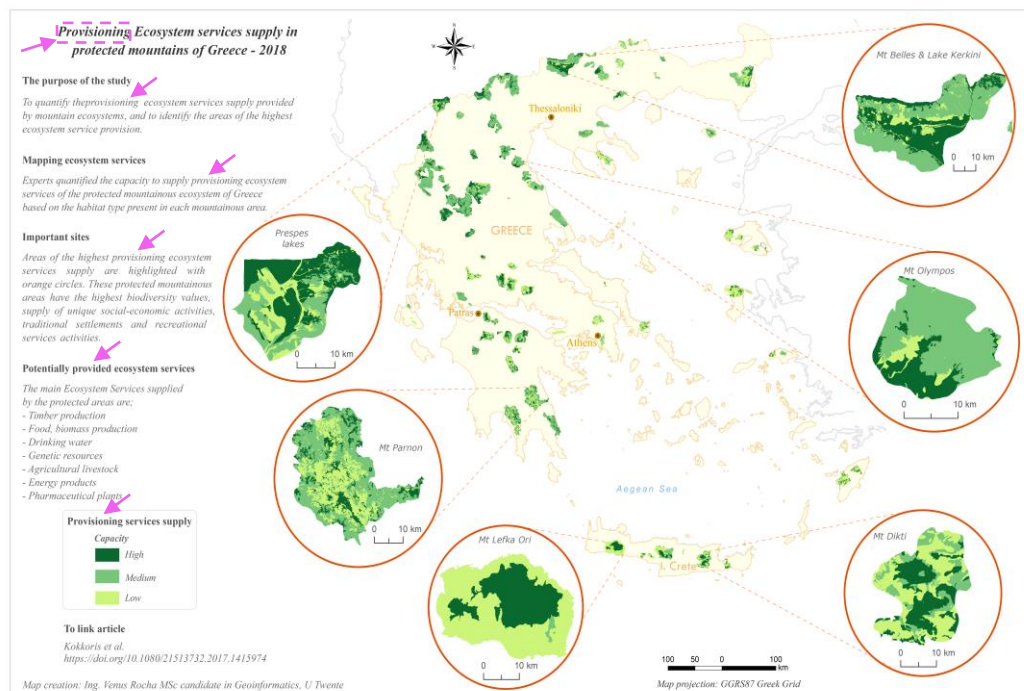 Provisioning Ecosystem services supply in
protected mountains of Greece - 2018
The purpose of the study
To quantify theprovisioning ecosystem services supply provided
by mountain ecosystems, and to identify the areas of the highest
ecosystem service provision.
Mapping ecosystem services
Experts quantified the capacity to supply provisioning ecosystem
services of the protected mountainous ecosystem of Greece
based on the habitat type present in each mountainous area.
Important sites
Areas of the highest provisioning ecosystem
services supply are highlighted with
orange circles. These protected mountainous
areas have the highest biodiversity values,
supply of unique social-economic activities,
traditional settlements and recreational
services activities.
Potentially provided ecosystem services
The main Ecosystem Services supplied
by the protected areas are;
- Timber production
- Food, biomass production
- Drinking water
- Genetic resources
- Agricultural livestock
- Energy products
- Pharmaceutical plants
Provisioning services supply
Capacity
High
Medium
Low
To link article
Kokkoris et al.
https://doi.org/10.1080/21513732.2017.1415974
Map creation: Ing. Venus Rocha MSc candidate in Geoinformatics, U Twente
Thessaloniki
GREECE
Patras
Athens
Aegean Sea
I. Crete
Mt Belles & Lake Kerkini
0 10 km
Prespes
lakes
0 10 km
Mt Olympos
0 10 km
Mt Parnon
0 10 km
Mt Lefka Ori
0 10 km
Mt Dikti
0 10 km
100 50 0 100
km
Map projection: GGRS87 Greek Grid